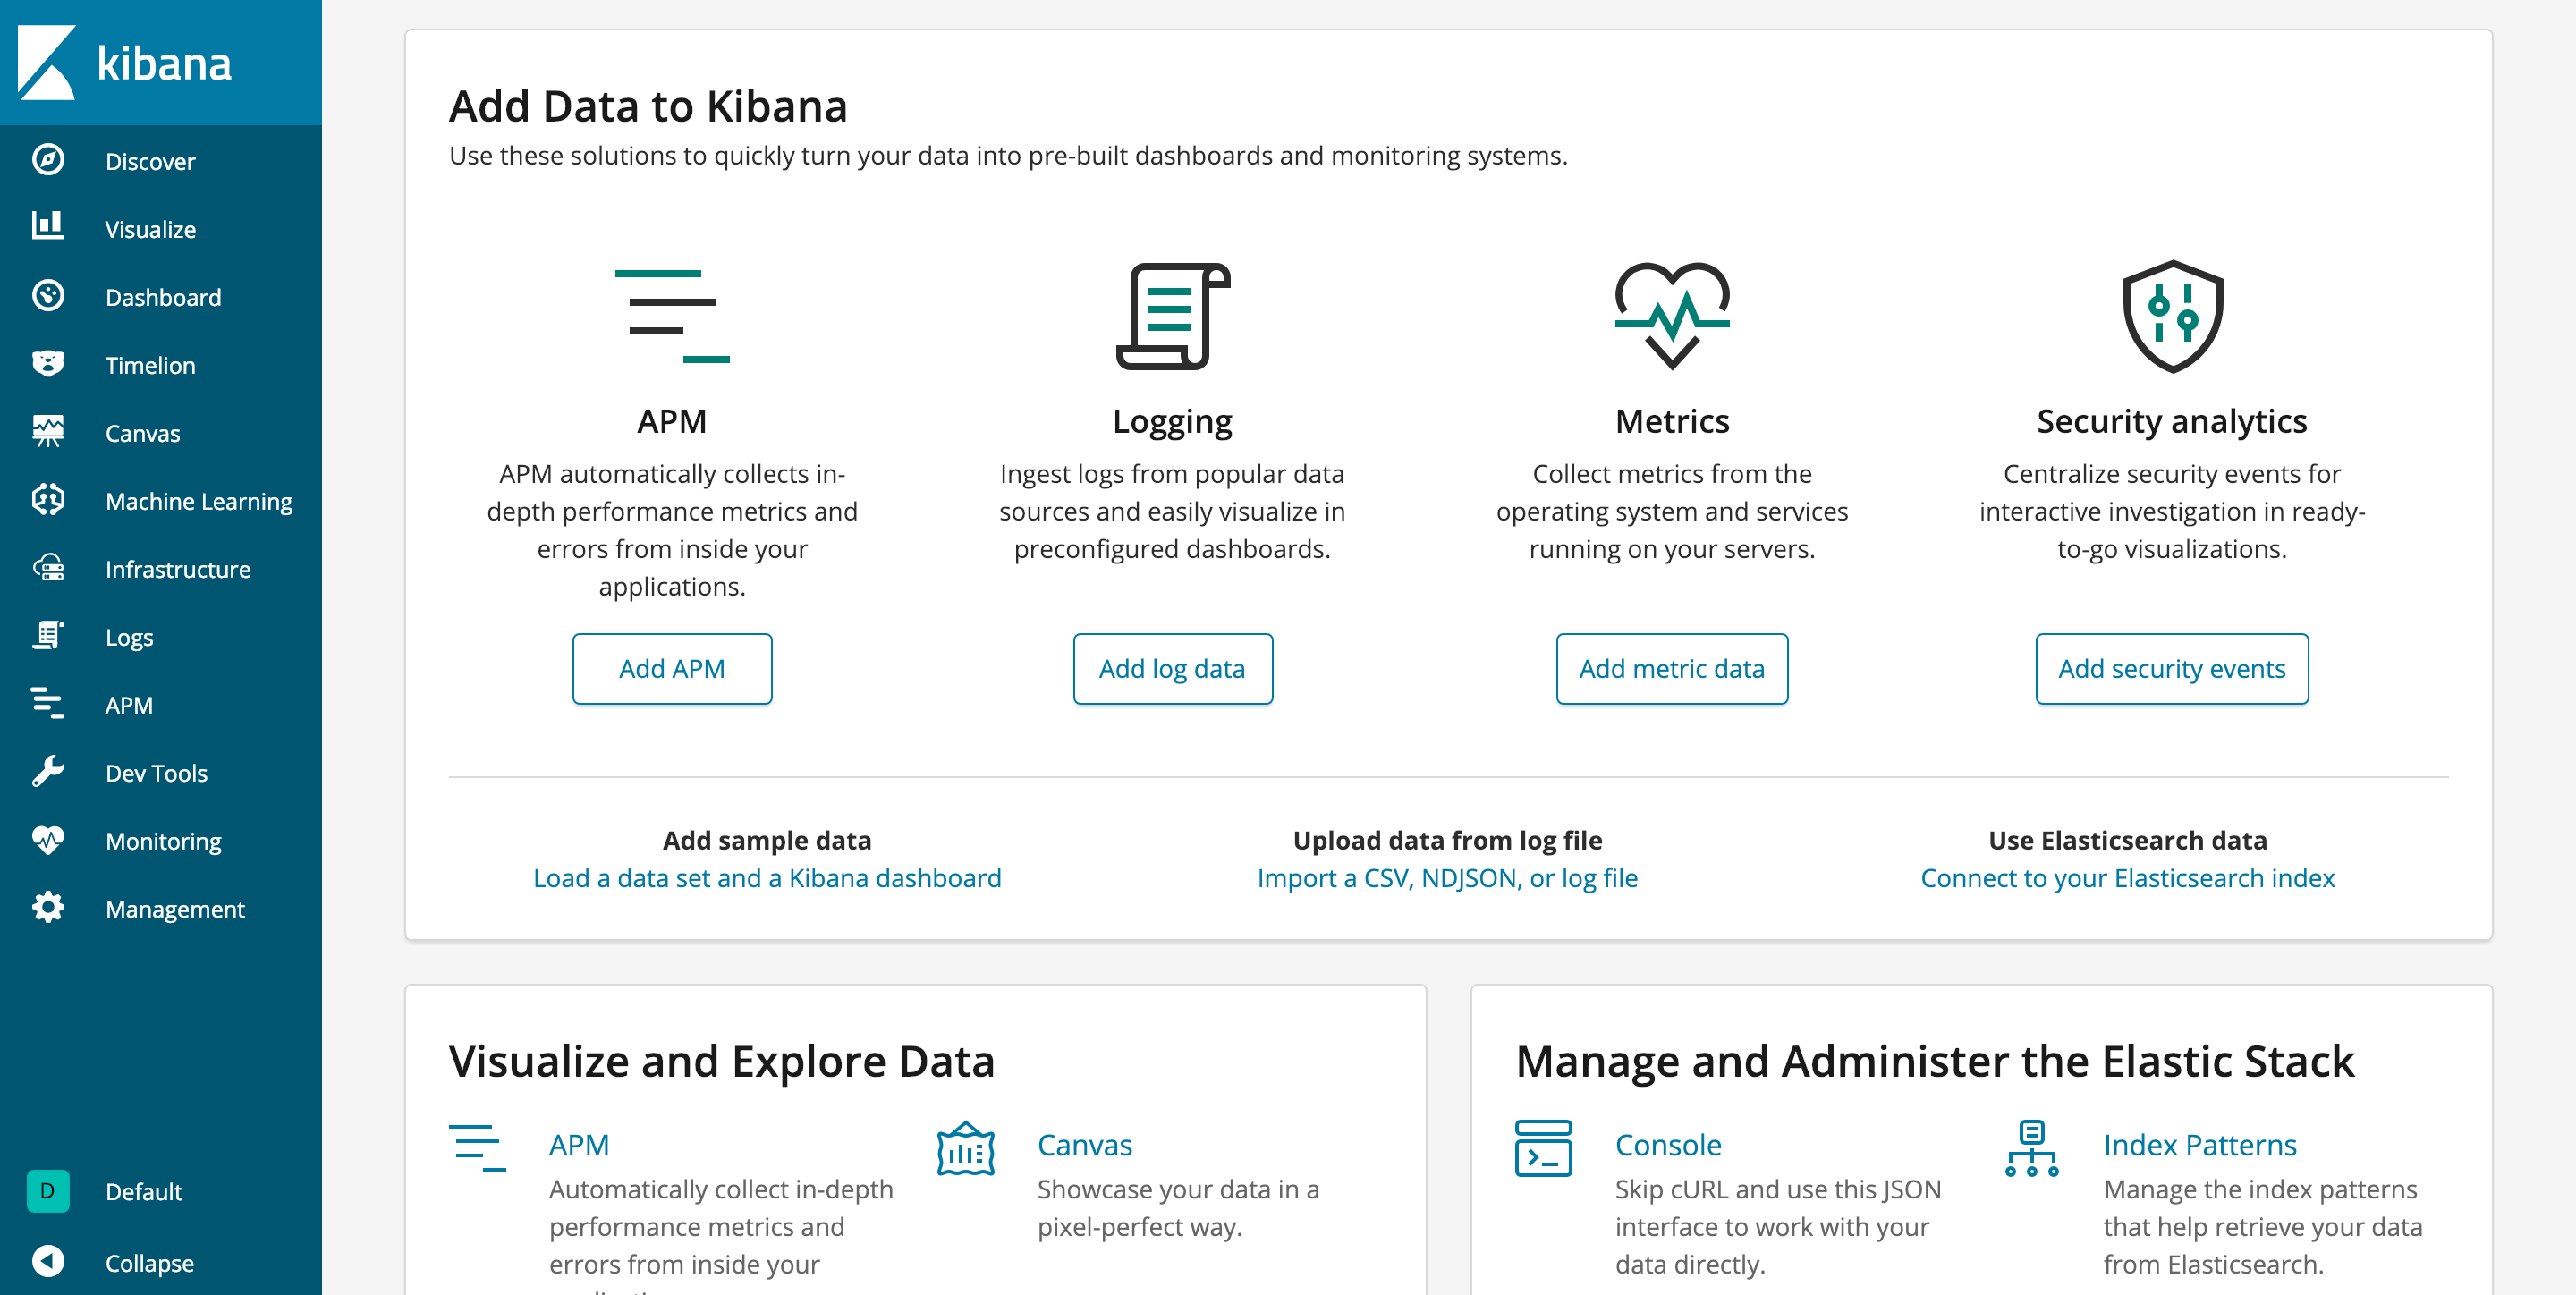 kibana
Discover
Visualize
Dashboard
Timelion
Canvas
Machine Learning
Infrastructure
Logs
APM
Dev Tools
Monitoring
Management
D
Default
Collapse
Add Data to Kibana
Use these solutions to quickly turn your data into pre-built dashboards and monitoring systems.
APM
APM automatically collects in-
depth performance metrics and
errors from inside your
applications.
Add APM
Logging
Ingest logs from popular data
sources and easily visualize in
preconfigured dashboards.
Add log data
Metrics
Collect metrics from the
operating system and services
running on your servers.
Add metric data
Security analytics
Centralize security events for
interactive investigation in ready-
to-go visualizations.
Add security events
Add sample data
Load a data set and a Kibana dashboard
Upload data from log file
Import a CSV, NDJSON, or log file
Use Elasticsearch data
Connect to your Elasticsearch index
Visualize and Explore Data
APM
Automatically collect in-depth
performance metrics and
errors from inside your
Canvas
Showcase your data in a
pixel-perfect way.
Manage and Administer the Elastic Stack
Console
Skip cURL and use this JSON
interface to work with your
data directly.
Index Patterns
Manage the index patterns
that help retrieve your data
from Elasticsearch.